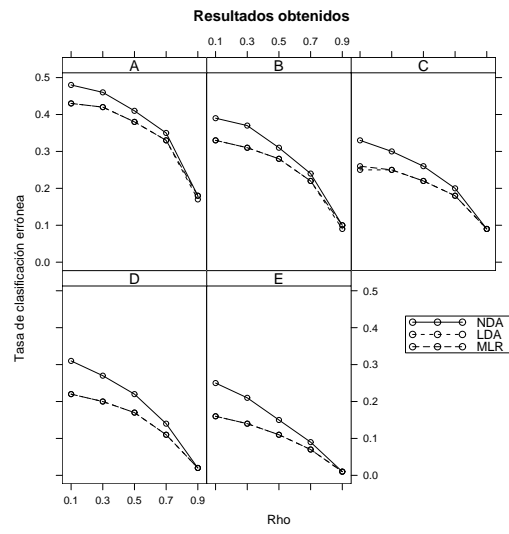 Resultados obtenidos
0.1 0.3 0.5 0.7 0.9
A B C
0.5
0.4
0.3
0.2
0.1
0.0
D E
0.5
0.4
0.3
0.2
0.1
0.0
NDA
LDA
MLR
0.1 0.3 0.5 0.7 0.9
Rho
Tasa de clasificación errónea